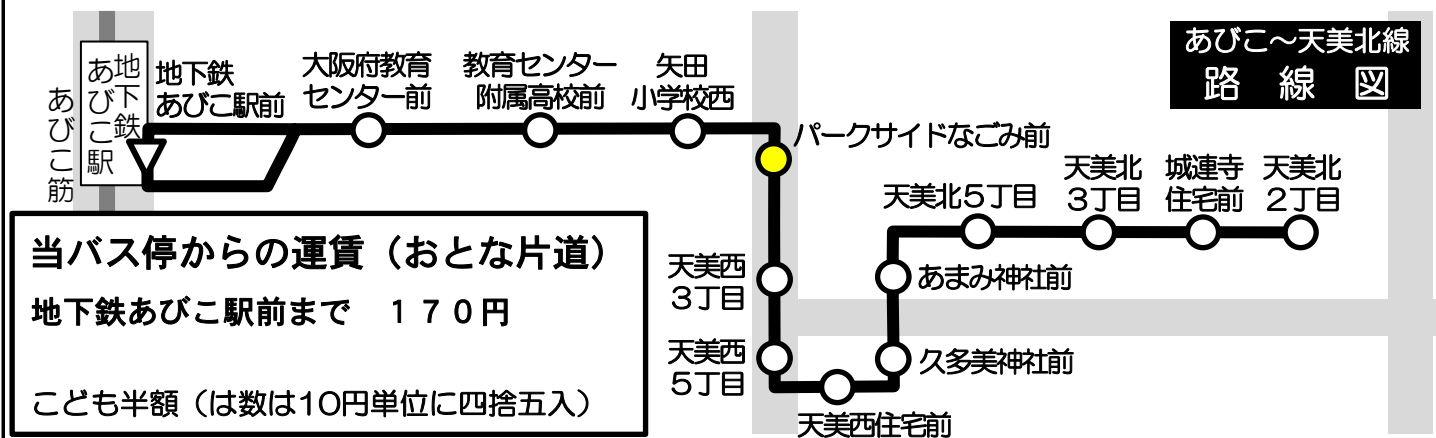 あびこ～天美北線
路線図
あびこ筋
地下鉄
あびこ駅
地下鉄
あびこ駅前
大阪府教育
センター前
教育センター
附属高校前
矢田
小学校西
パークサイドなごみ前
天美西
3丁目
天美西
5丁目
天美西住宅前
久多美神社前
あまみ神社前
天美北5丁目
天美北
3丁目
城連寺
住宅前
天美北
2丁目
当バス停からの運賃（おとな片道）
地下鉄あびこ駅前まで　１７０円
こども半額（は数は10円単位に四捨五入）